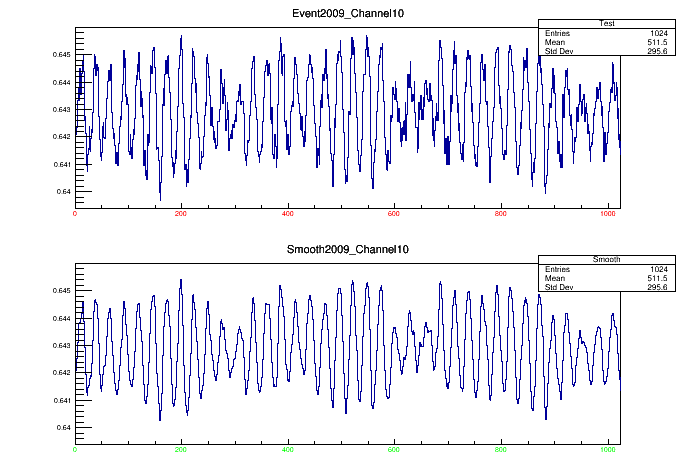 Event2009_Channel10
Test
Entries 1024
Mean 511.5
Std Dev 295.6
0.645
0.644
0.643
0.642
0.641
0.64
0 200 400 600 800 1000
Smooth2009_Channel10
Smooth
Entries 1024
Mean 511.5
Std Dev 295.6
0.645
0.644
0.643
0.642
0.641
0.64
0 200 400 600 800 1000